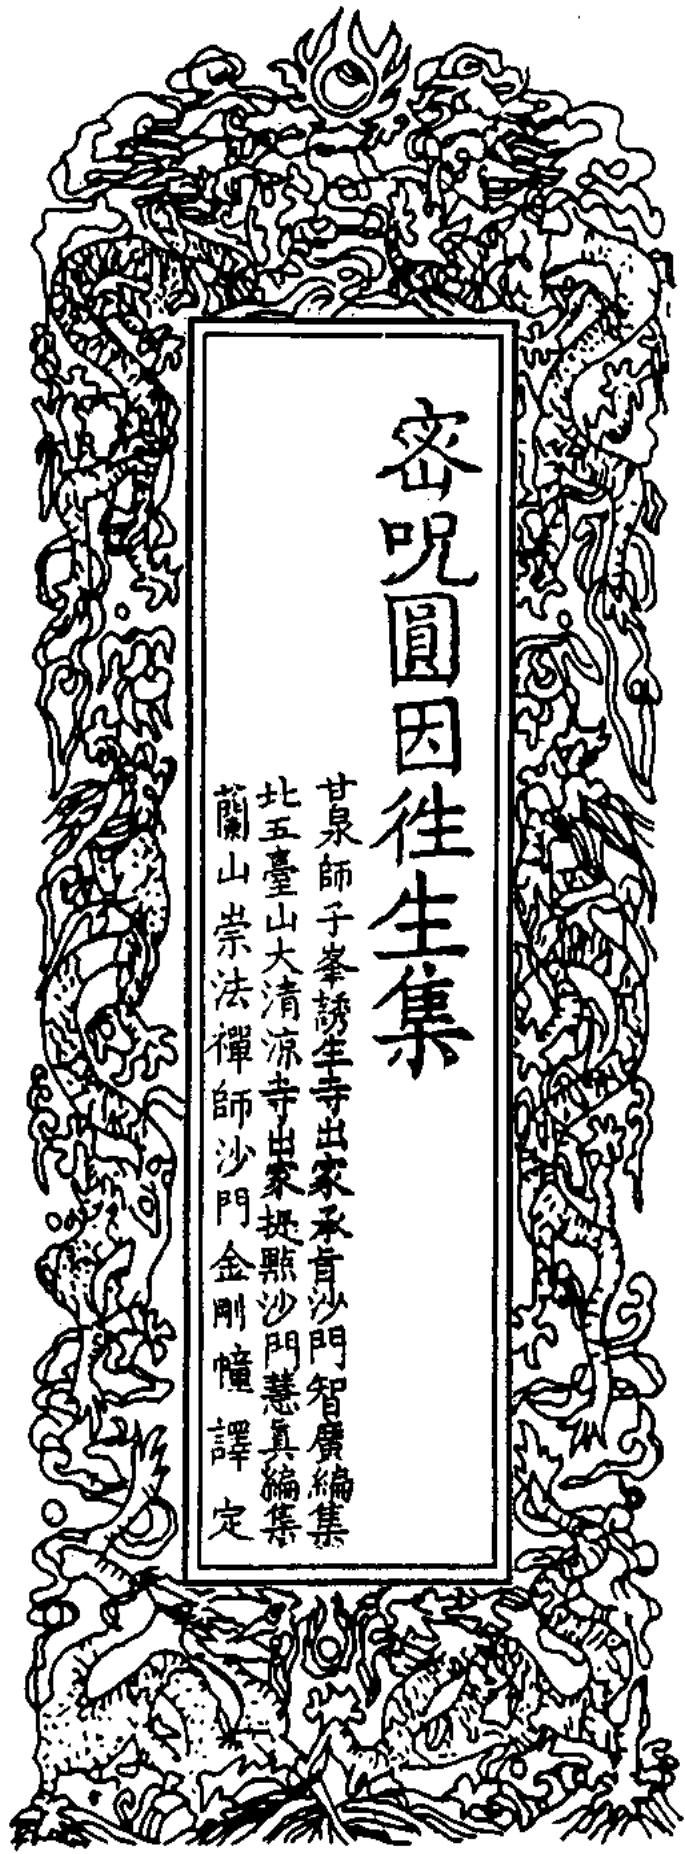 密呪圓因徃生集
甘泉師子峯誘生寺出家承旨沙門智廣編集
北五臺山大清涼寺出家提點沙門慧真編集
蘭山崇法禪師沙門金剛幢譯定